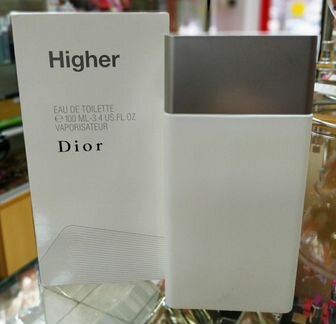 Higher
EAU DE TOILETTE
℮ 100 ML-3.4 US.FL.OZ
VAPORISATEUR
Dior